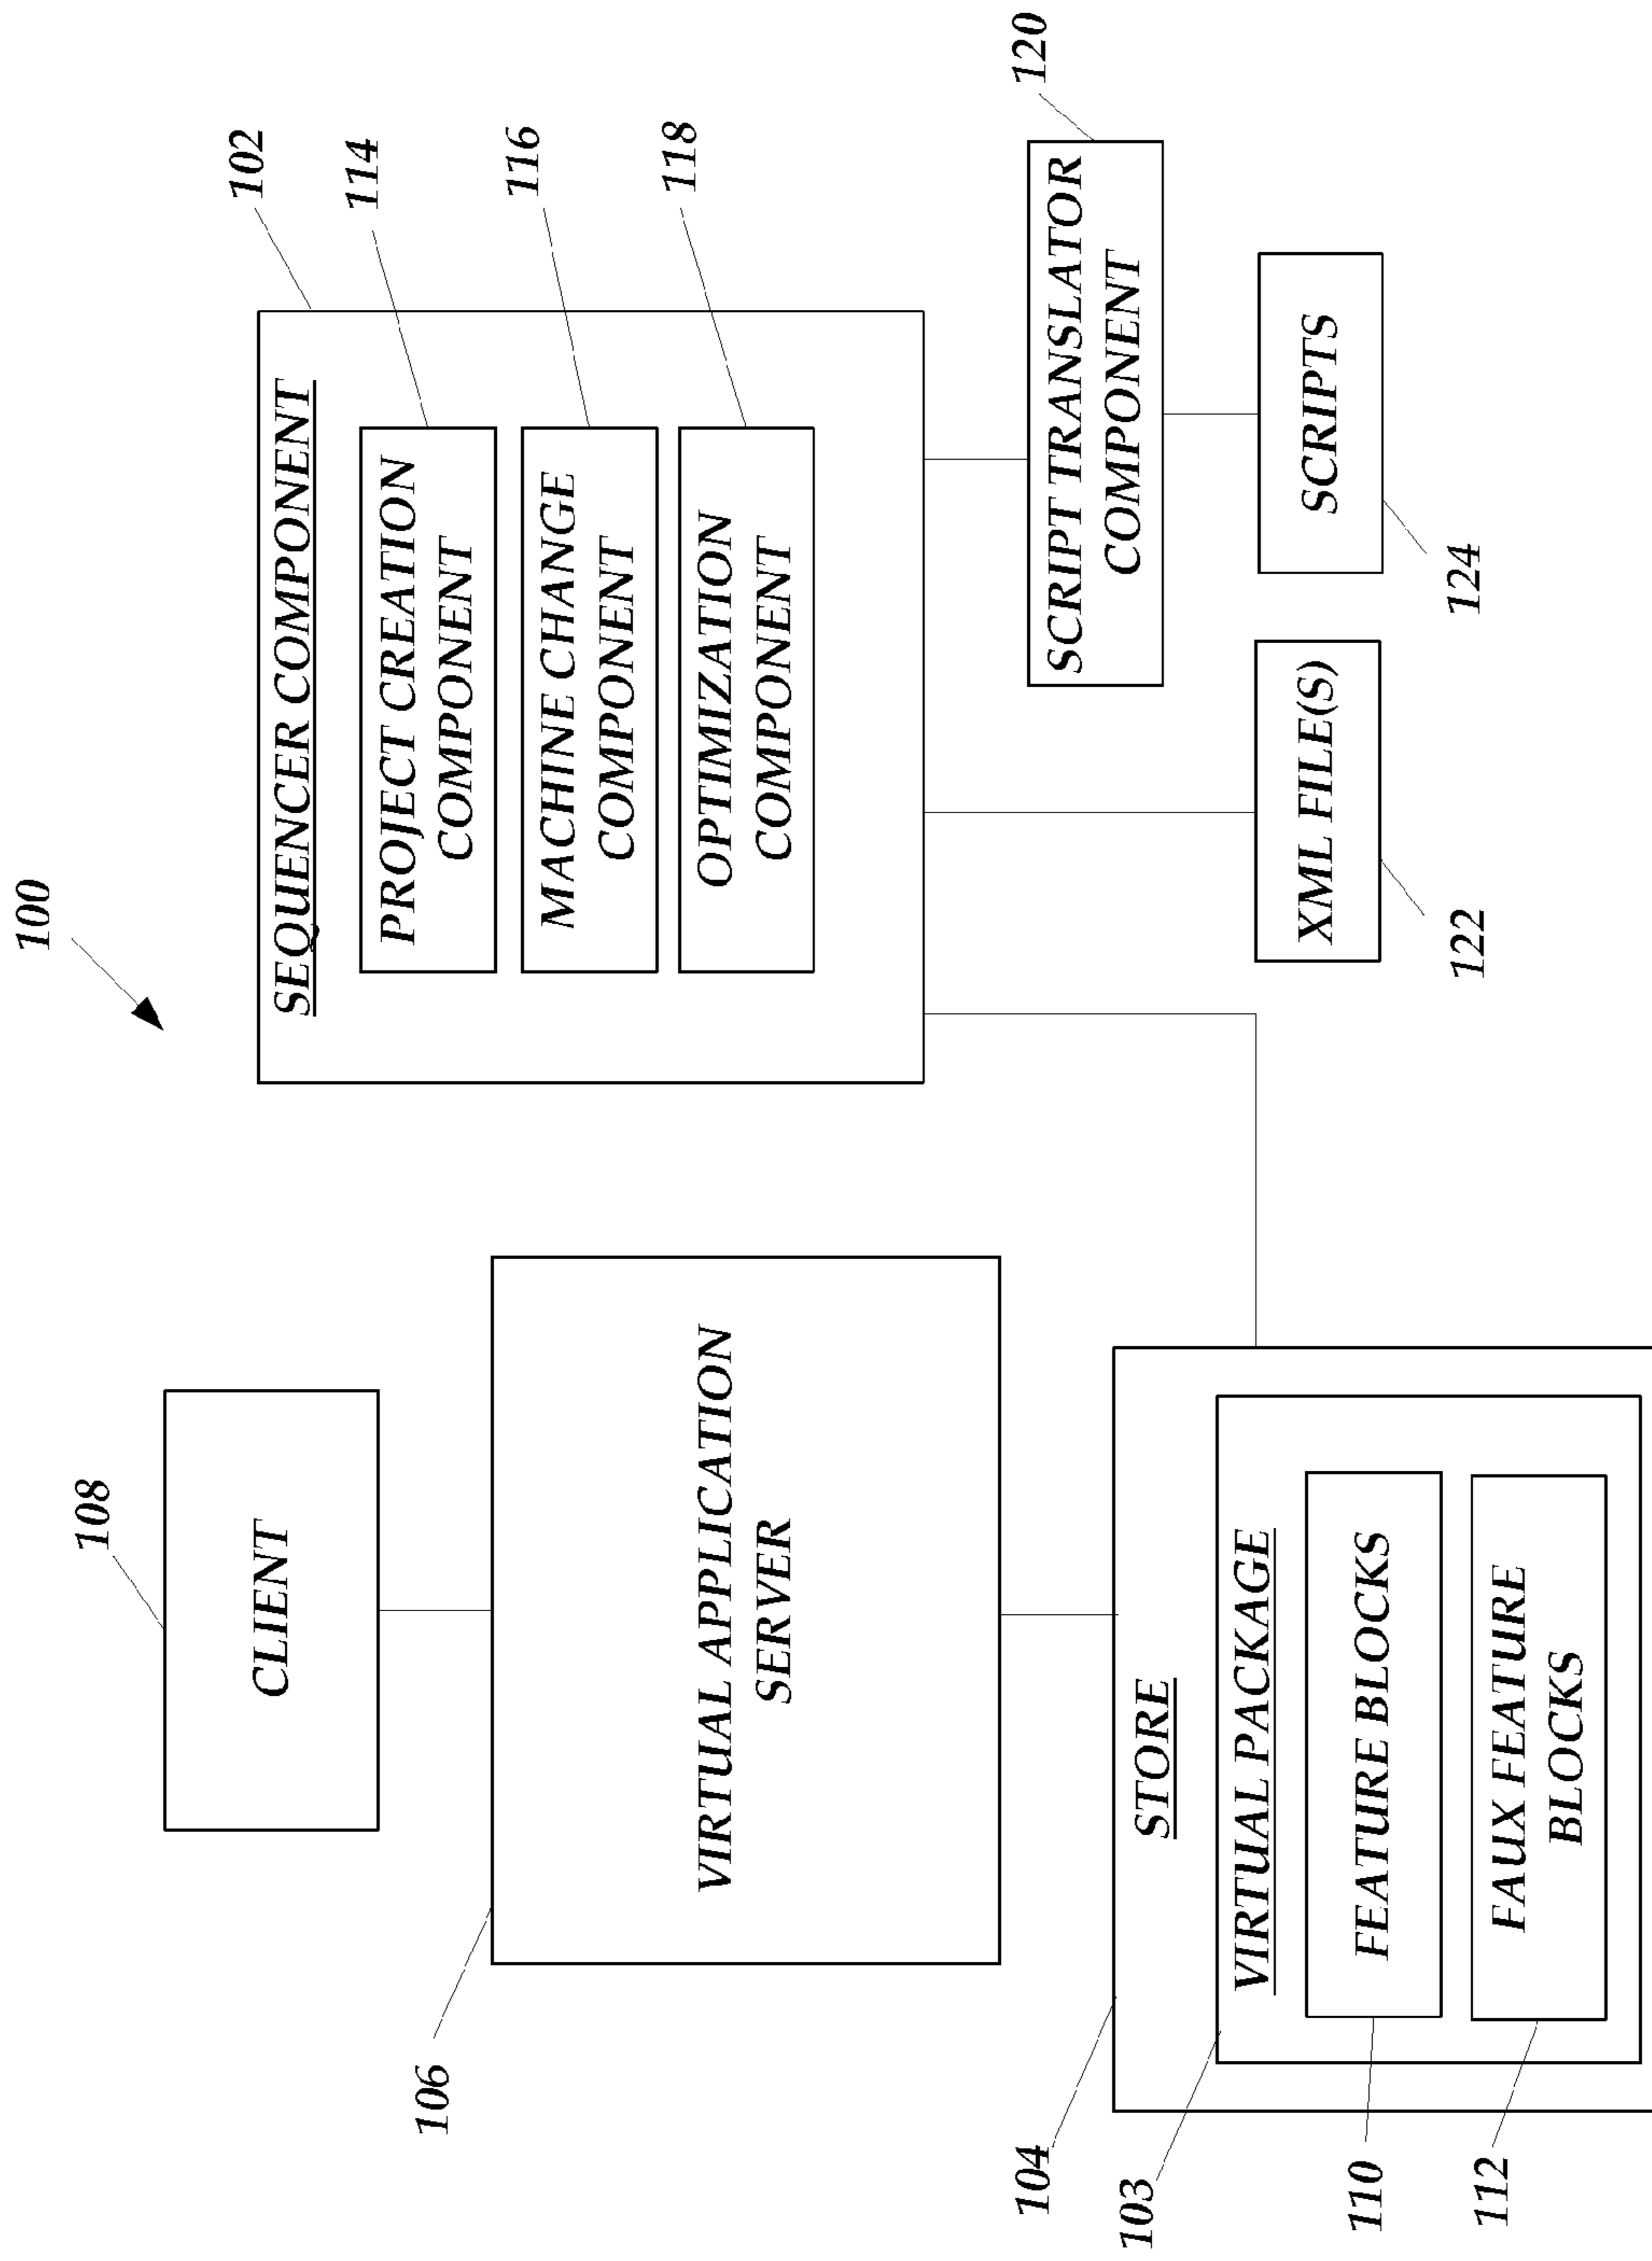 100
108
CLIENT
106
VIRTUAL APPLICATION
SERVER
104
STORE
103
VIRTUAL PACKAGE
110
FEATURE BLOCKS
112
FAUX FEATURE
BLOCKS
102
SEQUENCER COMPONENT
114
PROJECT CREATION
COMPONENT
116
MACHINE CHANGE
COMPONENT
118
OPTIMIZATION
COMPONENT
120
SCRIPT TRANSLATOR
COMPONENT
XML FILE(S)
122
SCRIPTS
124